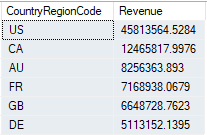 CountryRegionCode Revenue
US 45813564.5284
CA 12465817.9976
AU 8256363.893
FR 7168938.0679
GB 6648728.7623
DE 5113152.1395